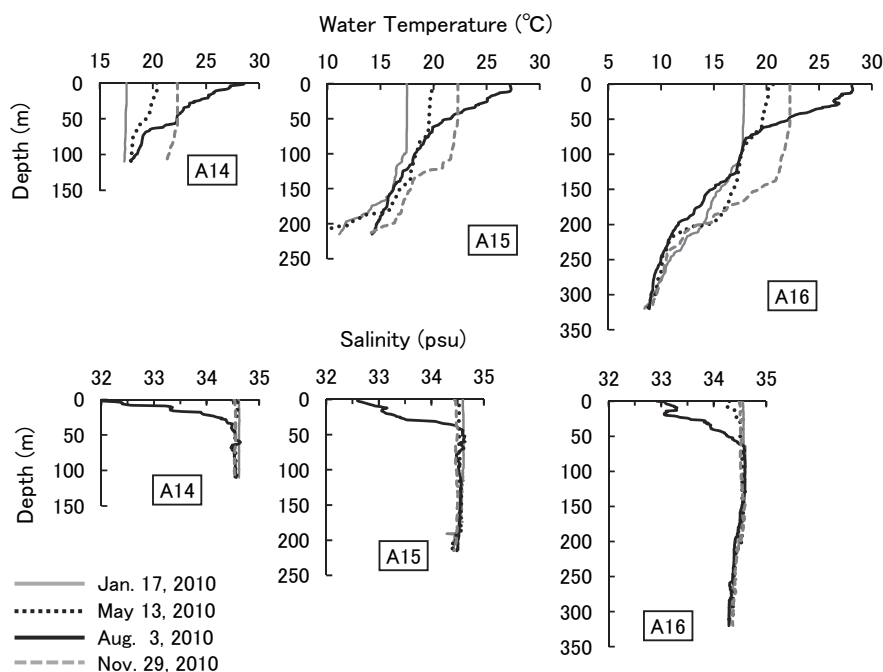 Water Temperature (℃)
15 20 25 30
10 15 20 25 30
5 10 15 20 25 30
Depth (m)
0
50
100
150
A14
0
50
100
150
200
250
A15
0
50
100
150
200
250
300
350
A16
Salinity (psu)
32 33 34 35
32 33 34 35
32 33 34 35
Depth (m)
0
50
100
150
A14
0
50
100
150
200
250
A15
0
50
100
150
200
250
300
350
A16
Jan. 17, 2010
May 13, 2010
Aug. 3, 2010
Nov. 29, 2010